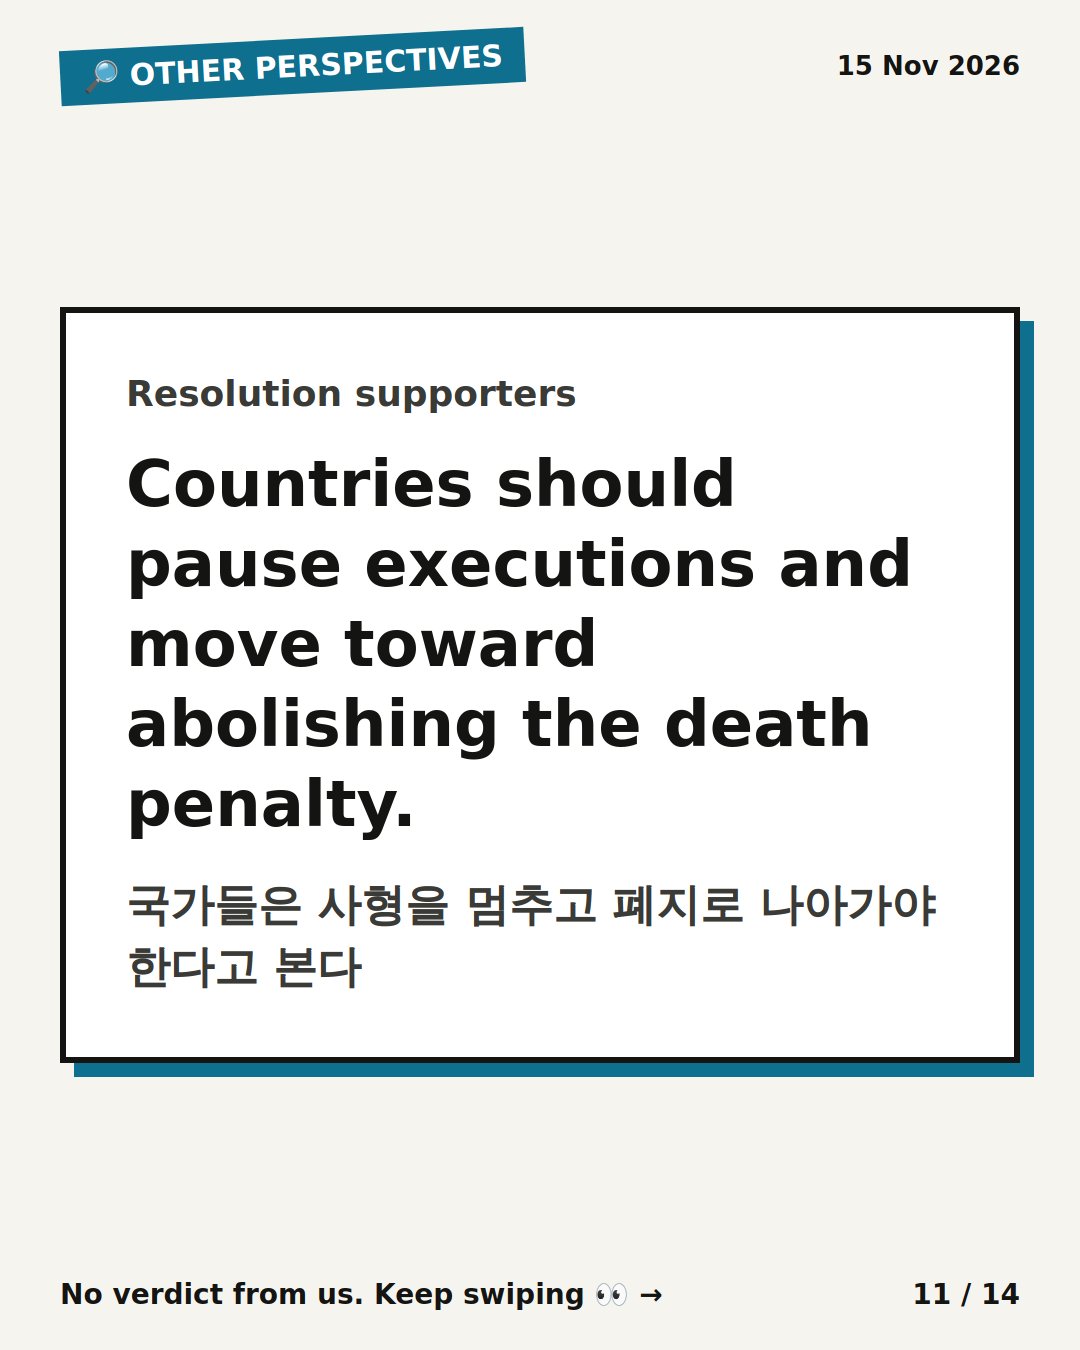 🔎 OTHER PERSPECTIVES
15 Nov 2026
Resolution supporters
Countries should
pause executions and
move toward
abolishing the death
penalty.
국가들은 사형을 멈추고 폐지로 나아가야
한다고 본다
No verdict from us. Keep swiping 👀 →
11 / 14